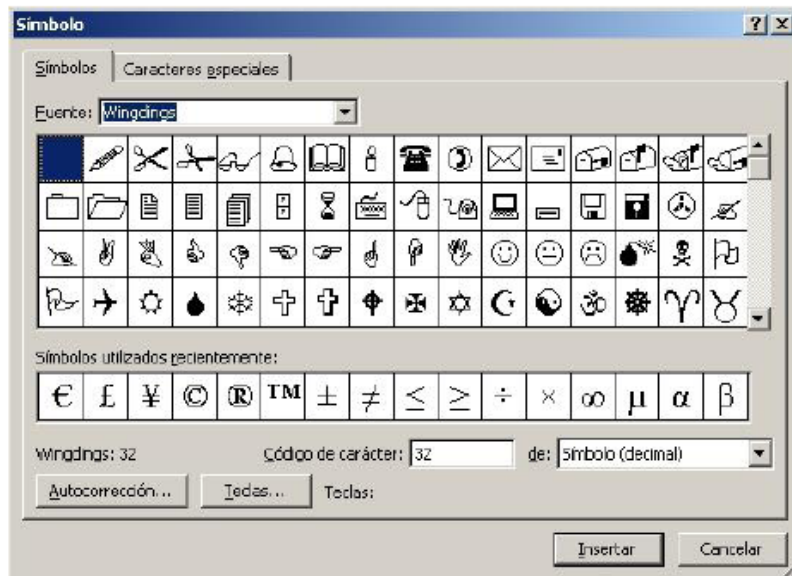 Símbolo
Símbolos Caracteres especiales
Fuente: Wingdings
Símbolos utilizados recientemente:
€ £ ¥ © ® TM ± ≠ ≤ ≥ ÷ × ∞ µ α β
Wingdings: 32 Código de carácter: 32 de: Símbolo (decimal)
Autocorrección... Teclas... Teclas:
Insertar Cancelar